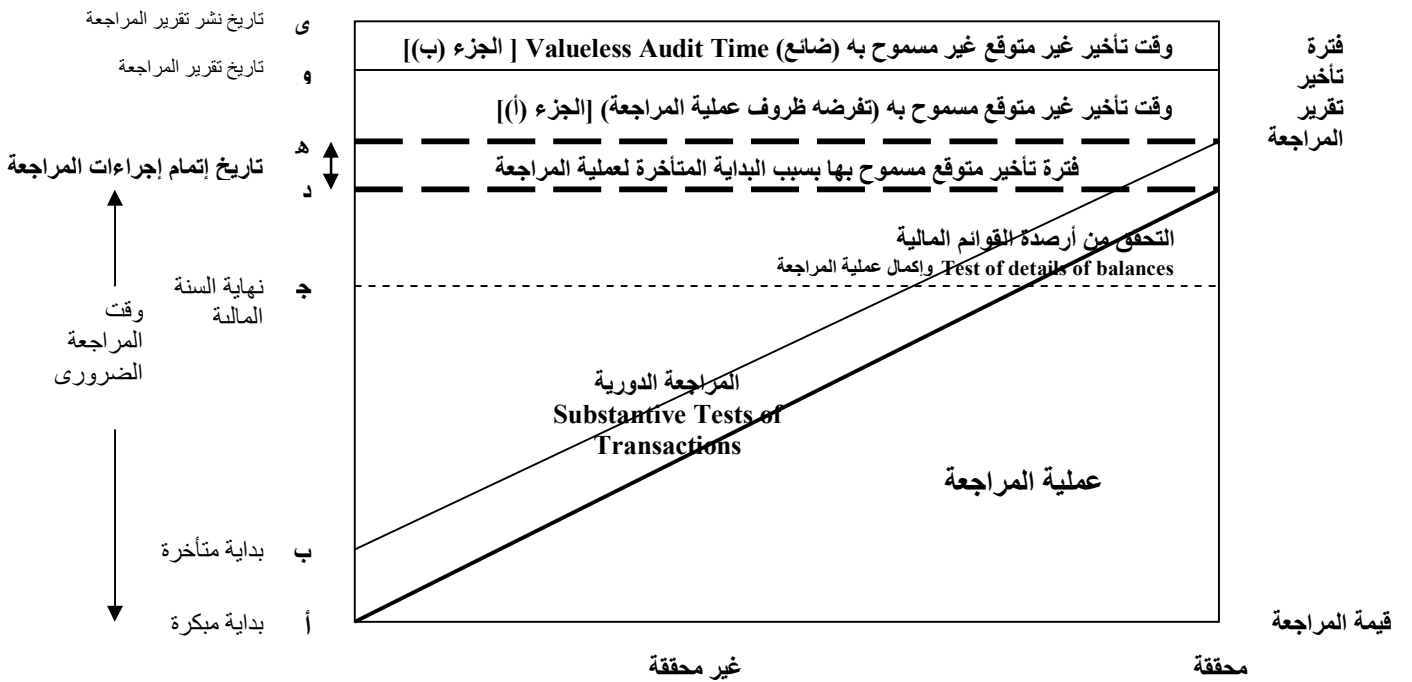 تاريخ نشر تقرير المراجعة
ى
وقت تأخير غير متوقع غير مسموح به (ضائع) Valueless Audit Time [ الجزء (ب)]
فترة
تأخير
تقرير
المراجعة
تاريخ تقرير المراجعة
و
وقت تأخير غير متوقع مسموح به (تفرضه ظروف عملية المراجعة) [الجزء (أ)]
ه
تاريخ إتمام إجراءات المراجعة
فترة تأخير متوقع مسموح بها بسبب البداية المتأخرة لعملية المراجعة
د
التحقق من أرصدة القوائم المالية
Test of details of balances وإكمال عملية المراجعة
نهاية السنة
المالية
ج
وقت
المراجعة
الضرورى
المراجعة الدورية
Substantive Tests of
Transactions
عملية المراجعة
بداية متأخرة
ب
بداية مبكرة
أ
قيمة المراجعة
غير محققة
محققة